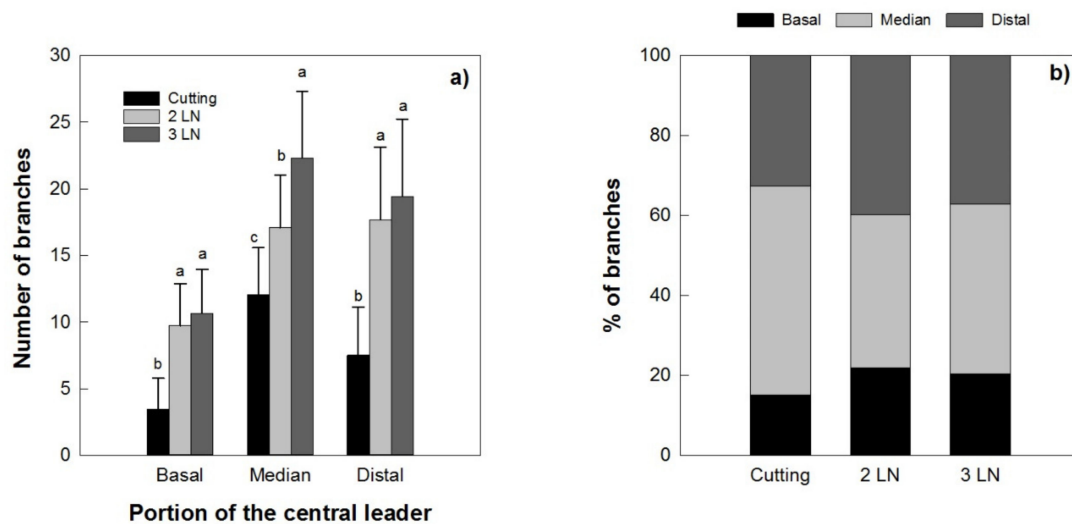 30
25
20
15
10
5
0
Number of branches
a)
Cutting
2 LN
3 LN
b
a
a
c
b
a
b
a
a
Basal Median Distal
Portion of the central leader
Basal Median Distal
100
80
60
40
20
0
% of branches
b)
Cutting 2 LN 3 LN